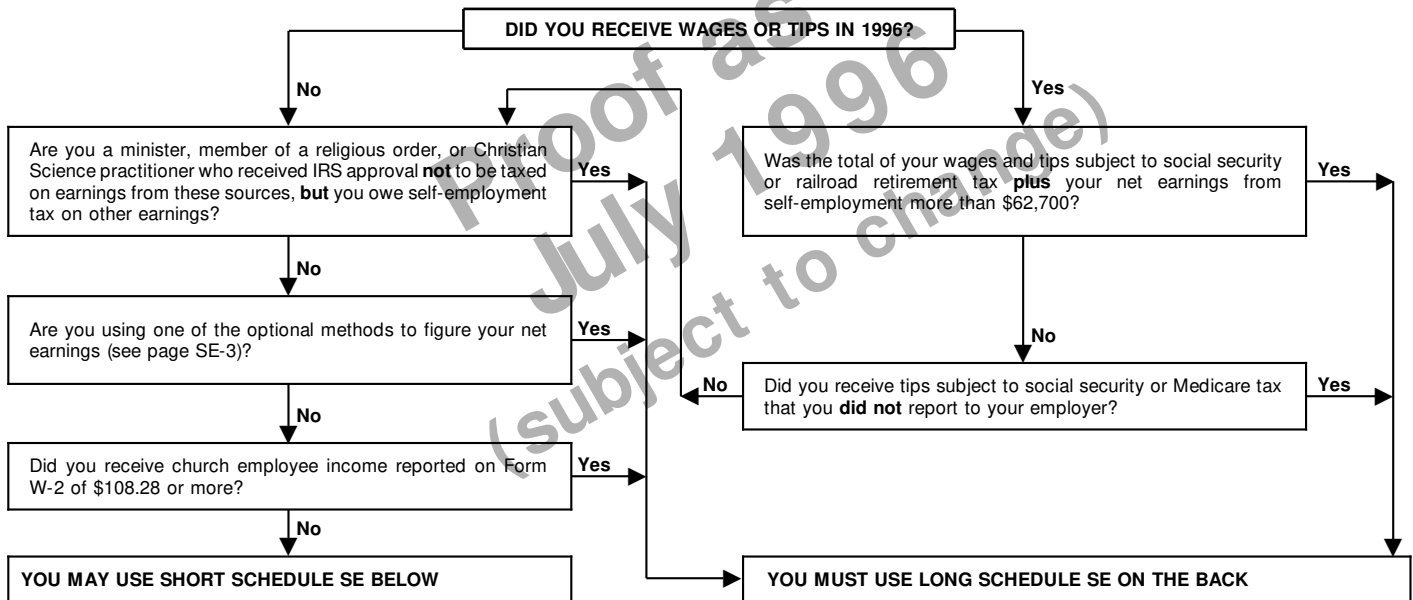 DID YOU RECEIVE WAGES OR TIPS IN 1996?
No
Yes
Are you a minister, member of a religious order, or Christian
Science practitioner who received IRS approval not to be taxed
on earnings from these sources, but you owe self-employment
tax on other earnings?
Yes
Was the total of your wages and tips subject to social security
or railroad retirement tax plus your net earnings from
self-employment more than $62,700?
Yes
No
Are you using one of the optional methods to figure your net
earnings (see page SE-3)?
Yes
No
No
Did you receive tips subject to social security or Medicare tax
that you did not report to your employer?
Yes
No
Did you receive church employee income reported on Form
W-2 of $108.28 or more?
Yes
No
YOU MAY USE SHORT SCHEDULE SE BELOW
YOU MUST USE LONG SCHEDULE SE ON THE BACK
Proof as
July 1996
(subject to change)